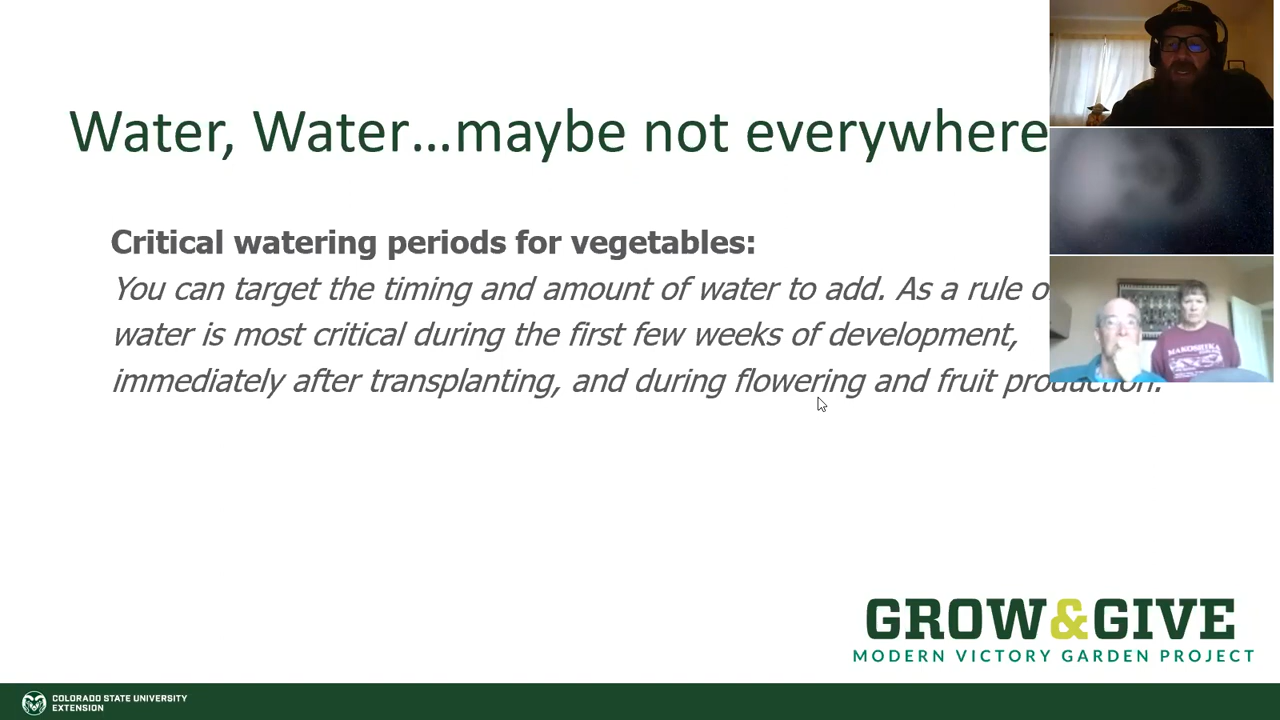 Water, Water...maybe not everywhere
Critical watering periods for vegetables:
You can target the timing and amount of water to add. As a rule o
water is most critical during the first few weeks of development,
immediately after transplanting, and during flowering and fruit production.
MAKOSHIKA
GROW&GIVE
MODERN VICTORY GARDEN PROJECT
COLORADO STATE UNIVERSITY
EXTENSION